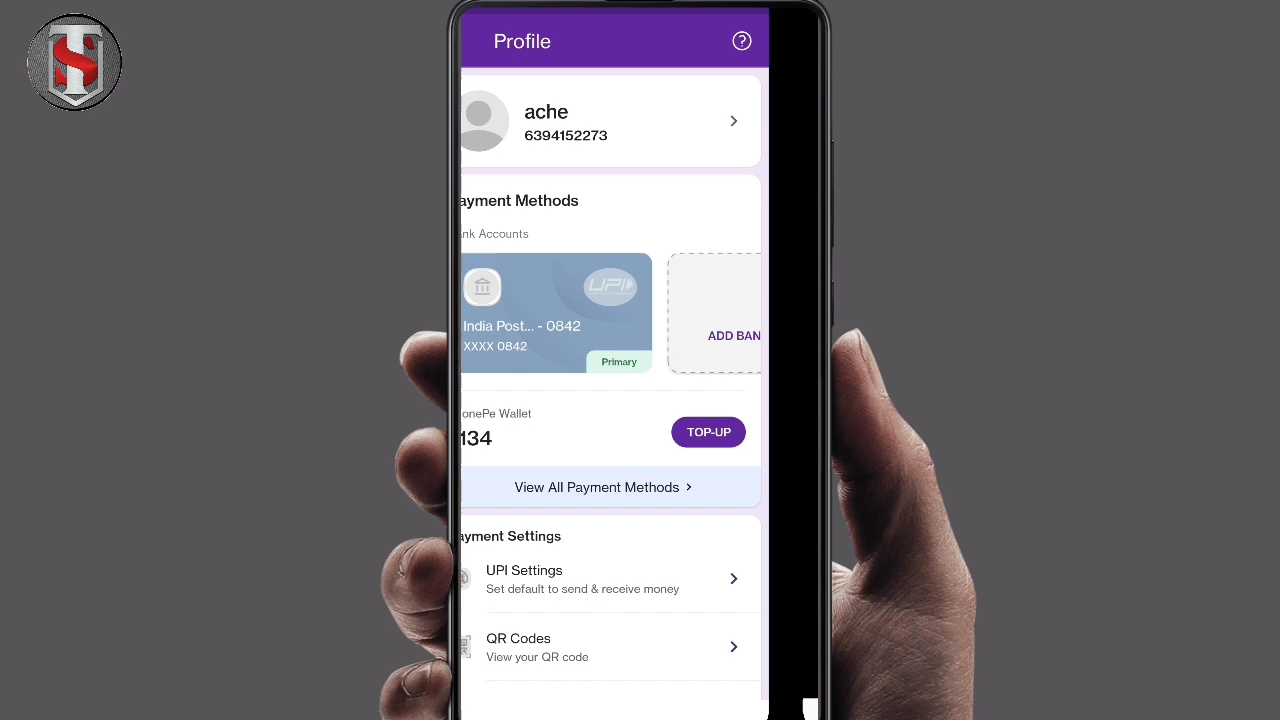 Profile
ache
6394152273
ayment Methods
nk Accounts
UPI
India Post... - 0842
XXXX 0842
Primary
ADD BAN
onePe Wallet
134
TOP-UP
View All Payment Methods
ayment Settings
UPI Settings
Set default to send & receive money
QR Codes
View your QR code